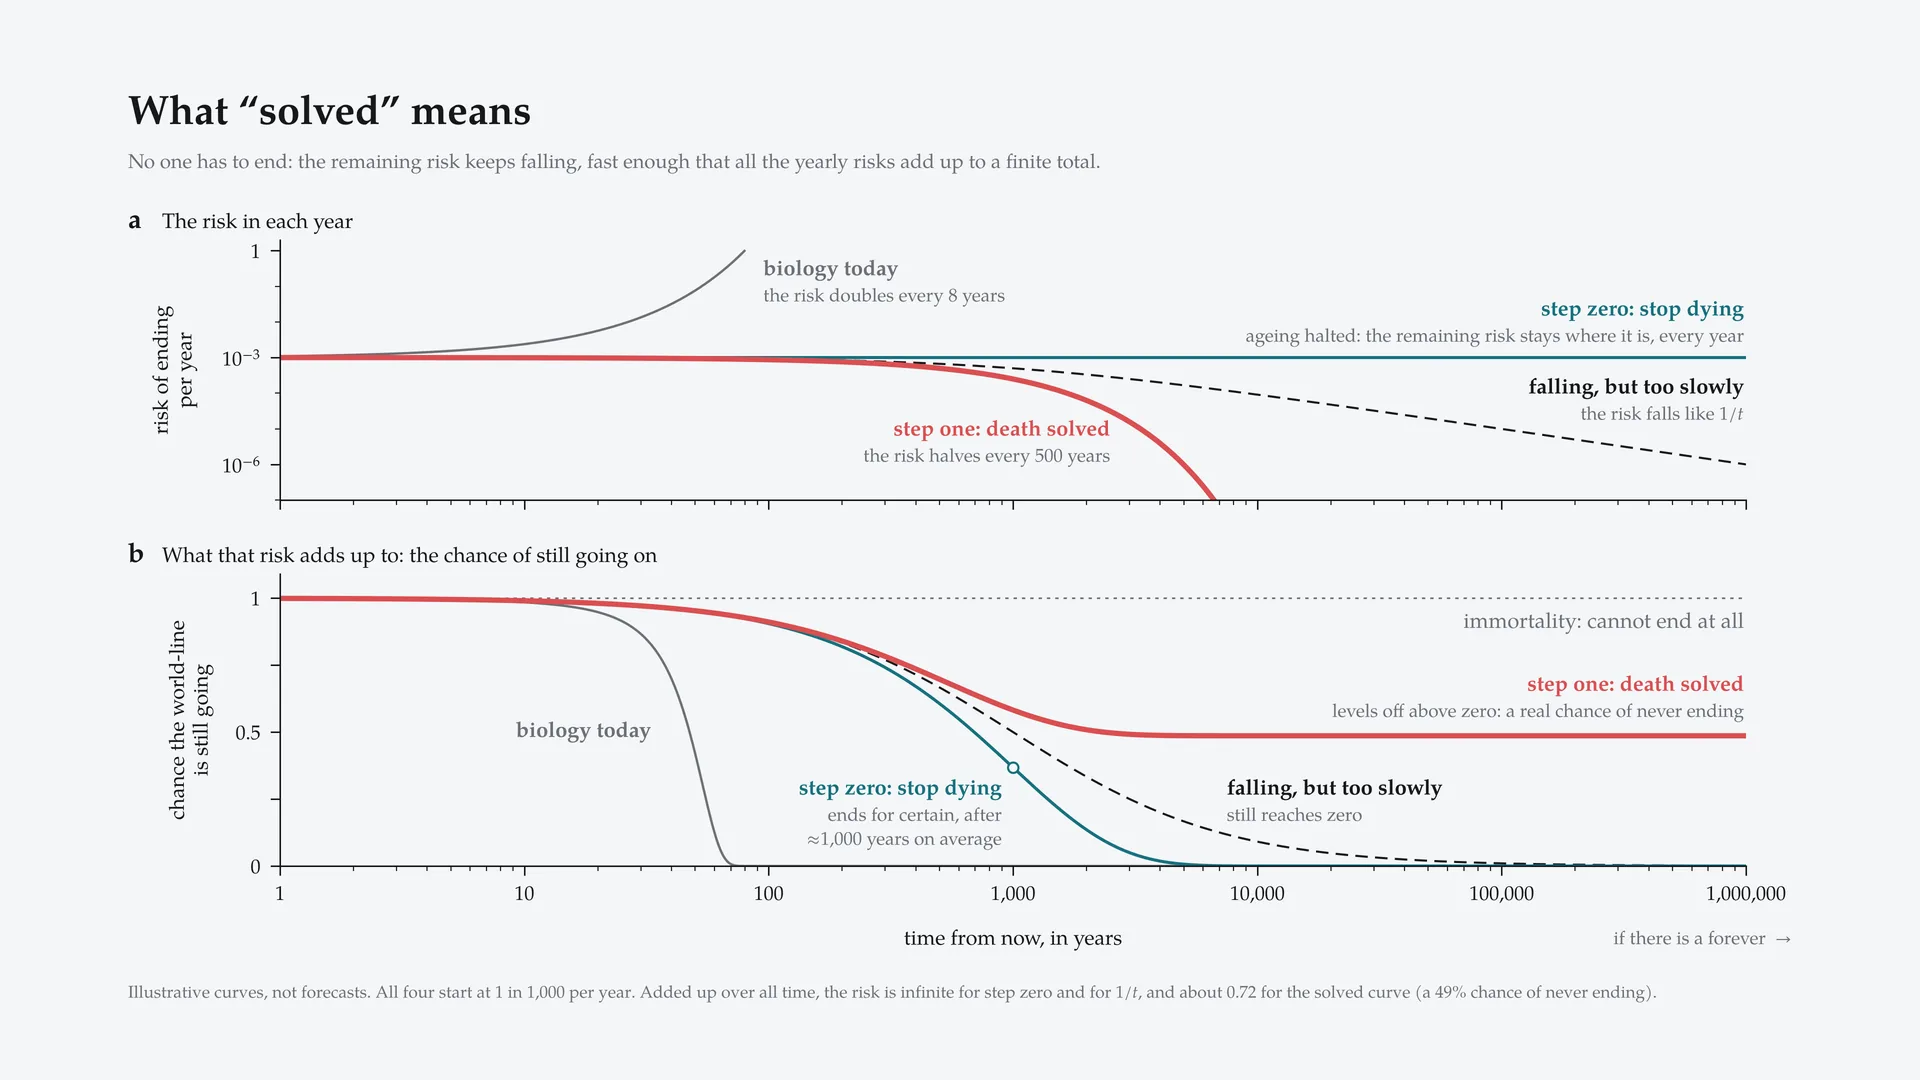 What “solved” means
No one has to end: the remaining risk keeps falling, fast enough that all the yearly risks add up to a finite total.
a The risk in each year
1
10⁻³
10⁻⁶
risk of ending
per year
biology today
the risk doubles every 8 years
step zero: stop dying
ageing halted: the remaining risk stays where it is, every year
falling, but too slowly
the risk falls like 1/t
step one: death solved
the risk halves every 500 years
b What that risk adds up to: the chance of still going on
1
0.5
0
chance the world-line
is still going
immortality: cannot end at all
step one: death solved
levels off above zero: a real chance of never ending
biology today
step zero: stop dying
ends for certain, after
≈1,000 years on average
falling, but too slowly
still reaches zero
1 10 100 1,000 10,000 100,000 1,000,000
time from now, in years
if there is a forever →
Illustrative curves, not forecasts. All four start at 1 in 1,000 per year. Added up over all time, the risk is infinite for step zero and for 1/t, and about 0.72 for the solved curve (a 49% chance of never ending).